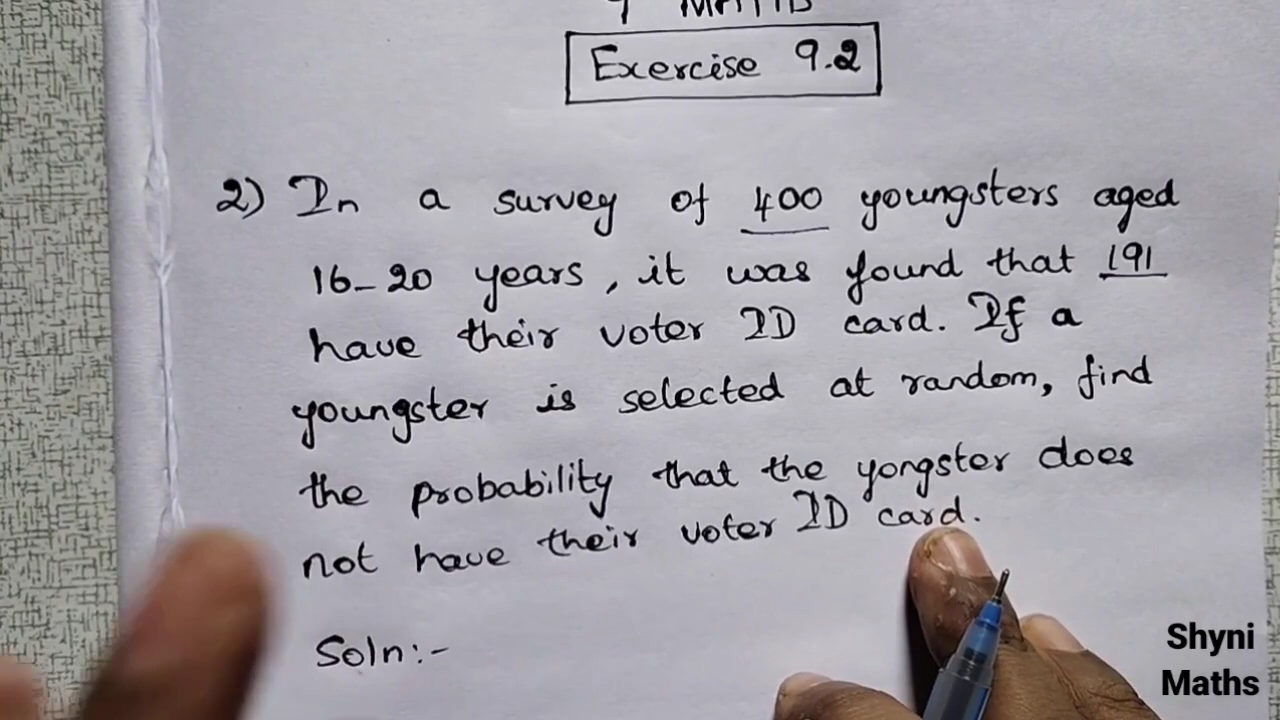 9 MATHS
Exercise 9.2
2) In a survey of 400 youngsters aged
16-20 years, it was found that 191
have their voter ID card. If a
youngster is selected at random, find
the probability that the yongster does
not have their voter ID card.
Soln:-
Shyni
Maths